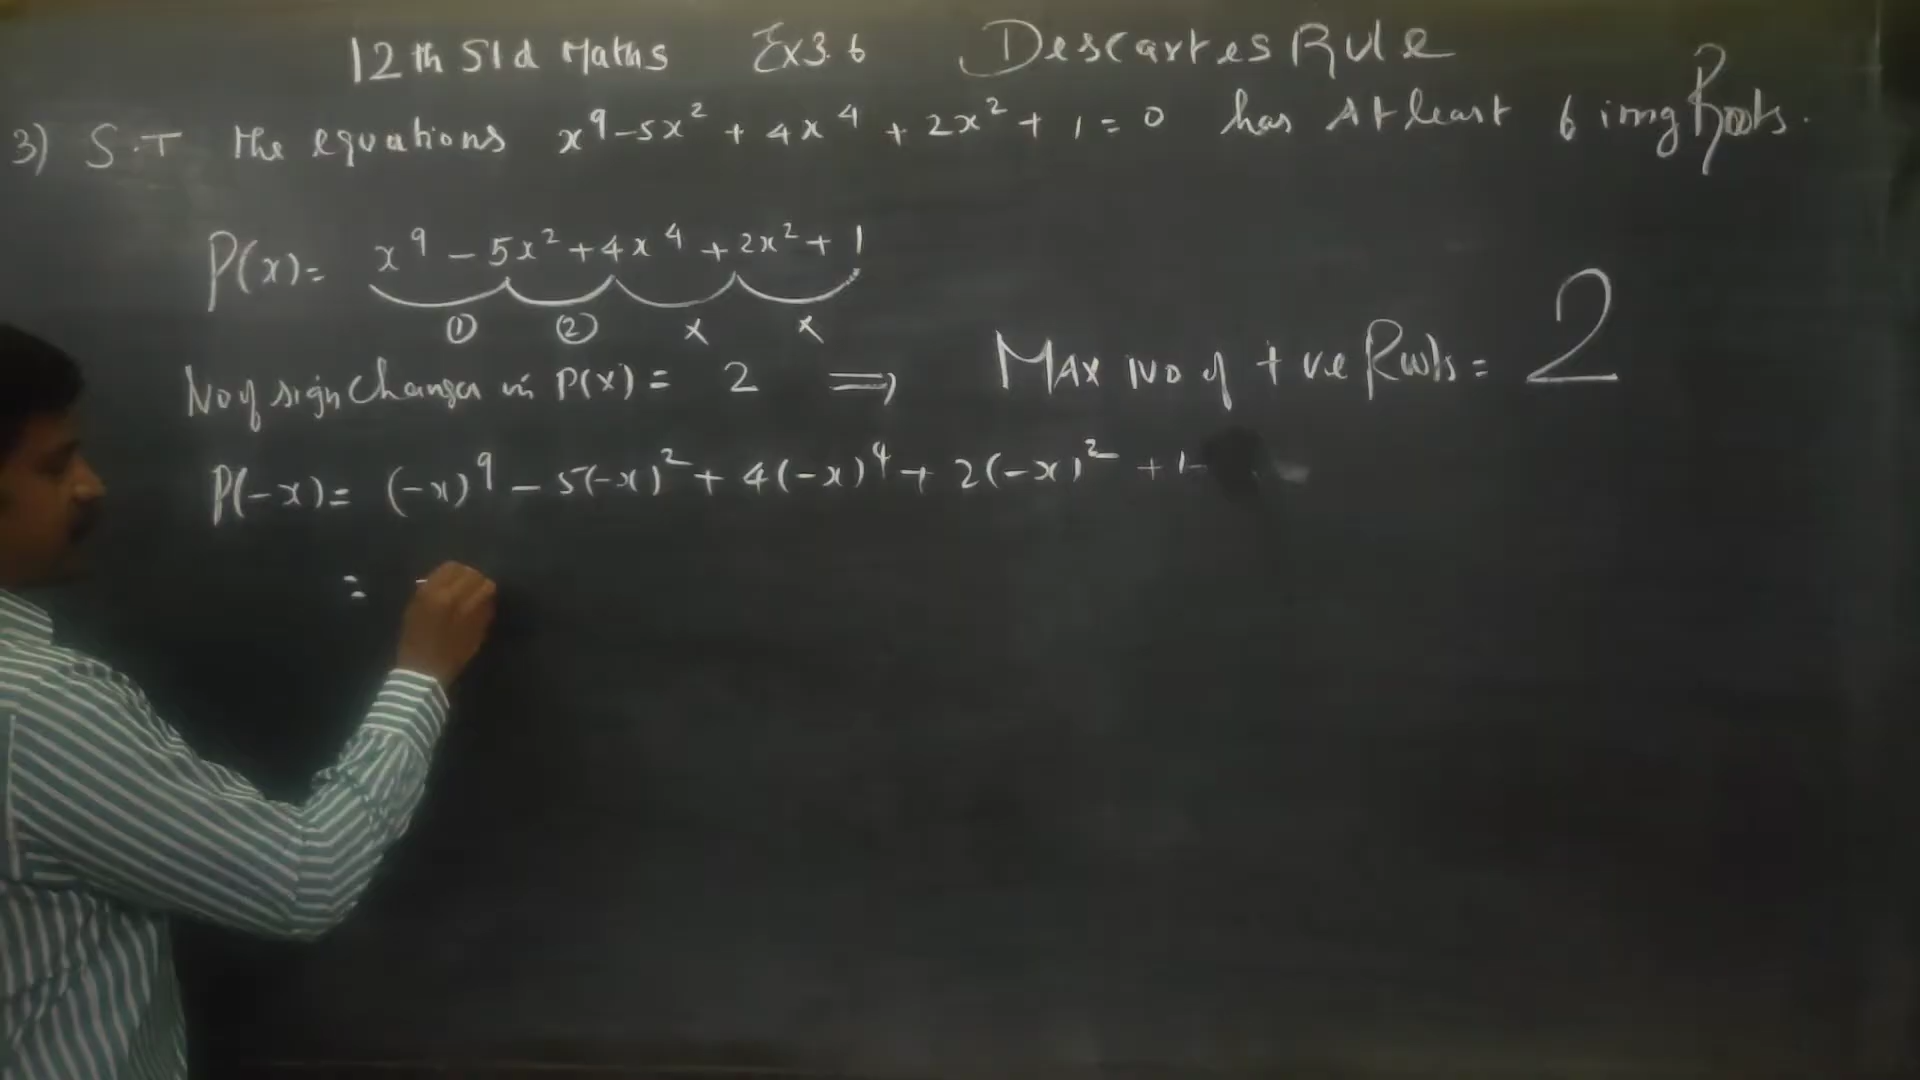 12th Std Maths Ex3.6 Descartes Rule
3) S.T the equations x⁹-5x²+4x⁴+2x²+1=0 has At least 6 img Roots.
P(x)= x⁹-5x²+4x⁴+2x²+1
① ② x x
No of sign Changes in P(x) = 2 ⇒ Max No of +ve Roots = 2
P(-x)= (-x)⁹-5(-x)²+4(-x)⁴+2(-x)²+1
= -